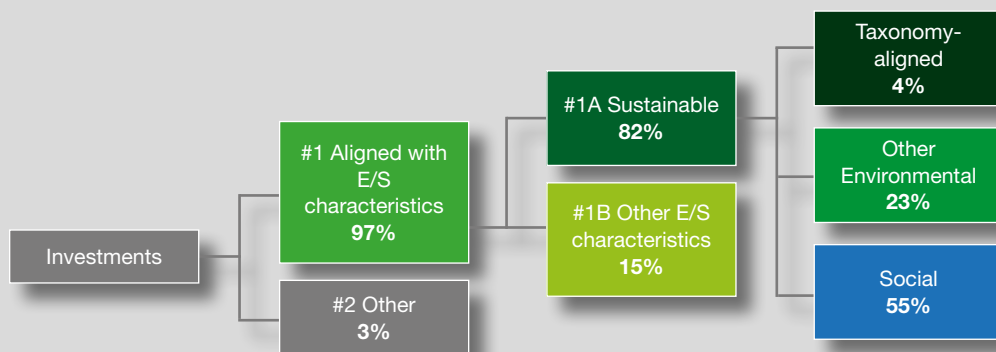 Investments
#1 Aligned with
E/S
characteristics
97%
#2 Other
3%
#1A Sustainable
82%
#1B Other E/S
characteristics
15%
Taxonomy-
aligned
4%
Other
Environmental
23%
Social
55%